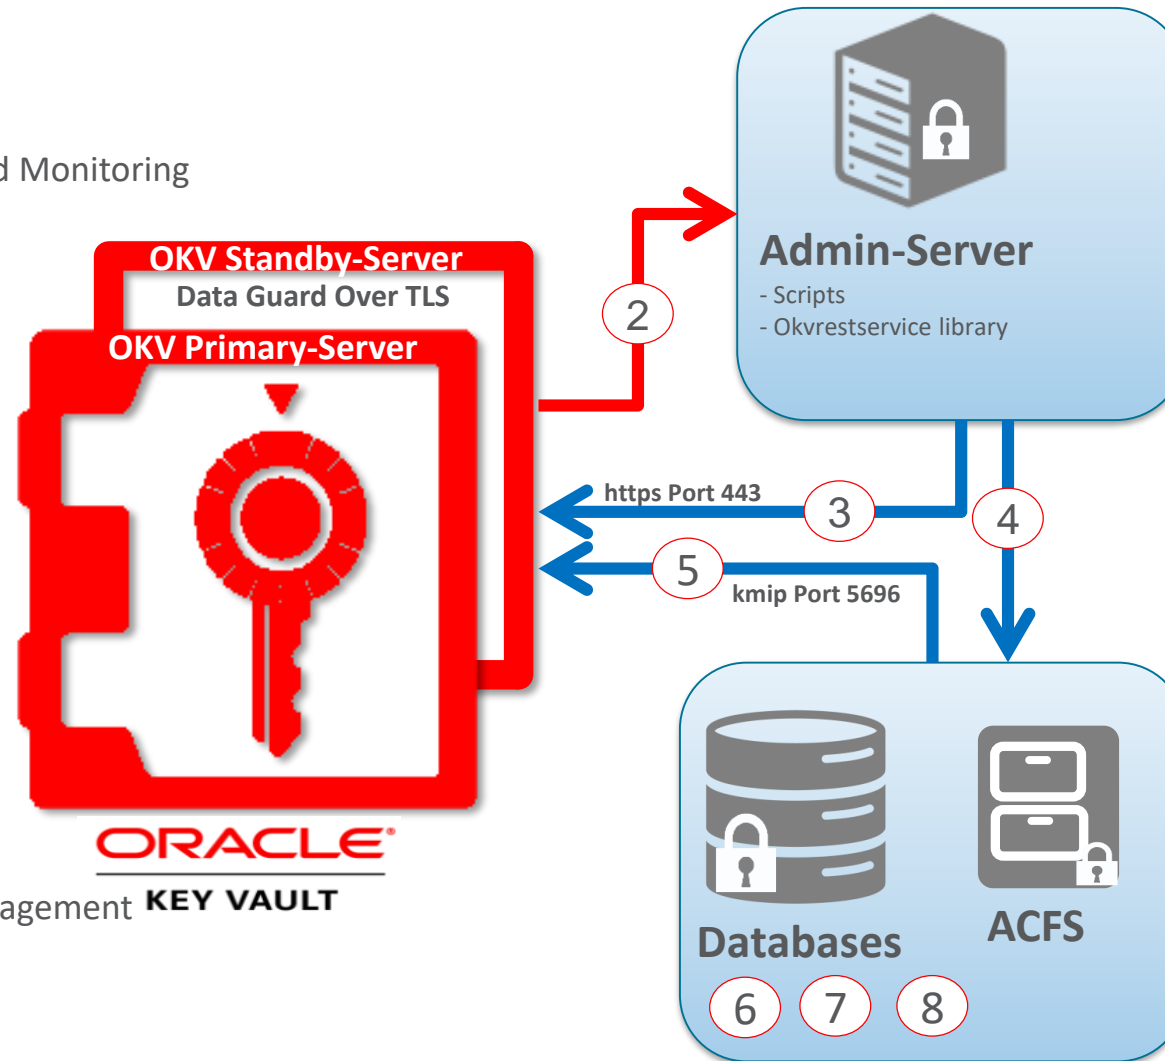 d Monitoring
OKV Standby-Server
Data Guard Over TLS
OKV Primary-Server
2
Admin-Server
- Scripts
- Okvrestservice library
https Port 443
3
4
5
kmip Port 5696
ORACLE®
KEY VAULT
agement
Databases
ACFS
6 7 8